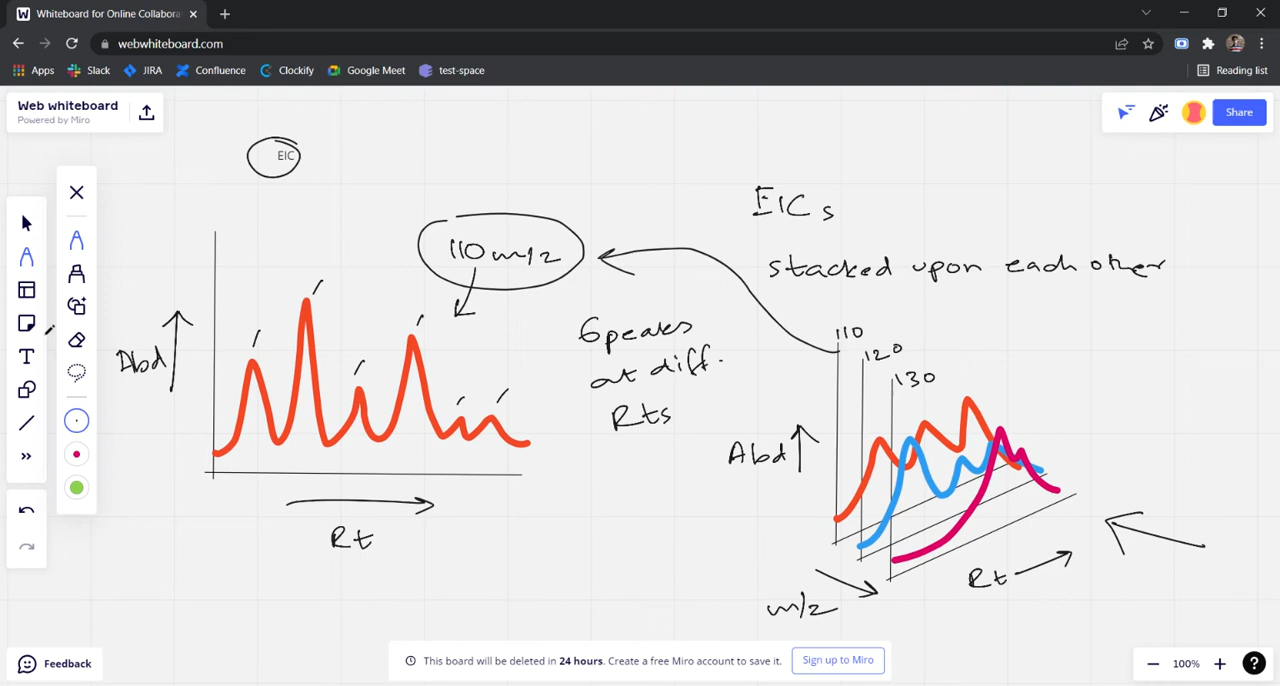 Whiteboard for Online Collabora
webwhiteboard.com
Apps
Slack
JIRA
Confluence
Clockify
Google Meet
test-space
Reading list
Web whiteboard
Powered by Miro
Share
EIC
110 m/z
Abd
Rt
6 peaks
at diff.
Rts
EICs
stacked upon each other
110
120
130
Abd
m/z
Rt
Feedback
This board will be deleted in 24 hours. Create a free Miro account to save it.
Sign up to Miro
100%